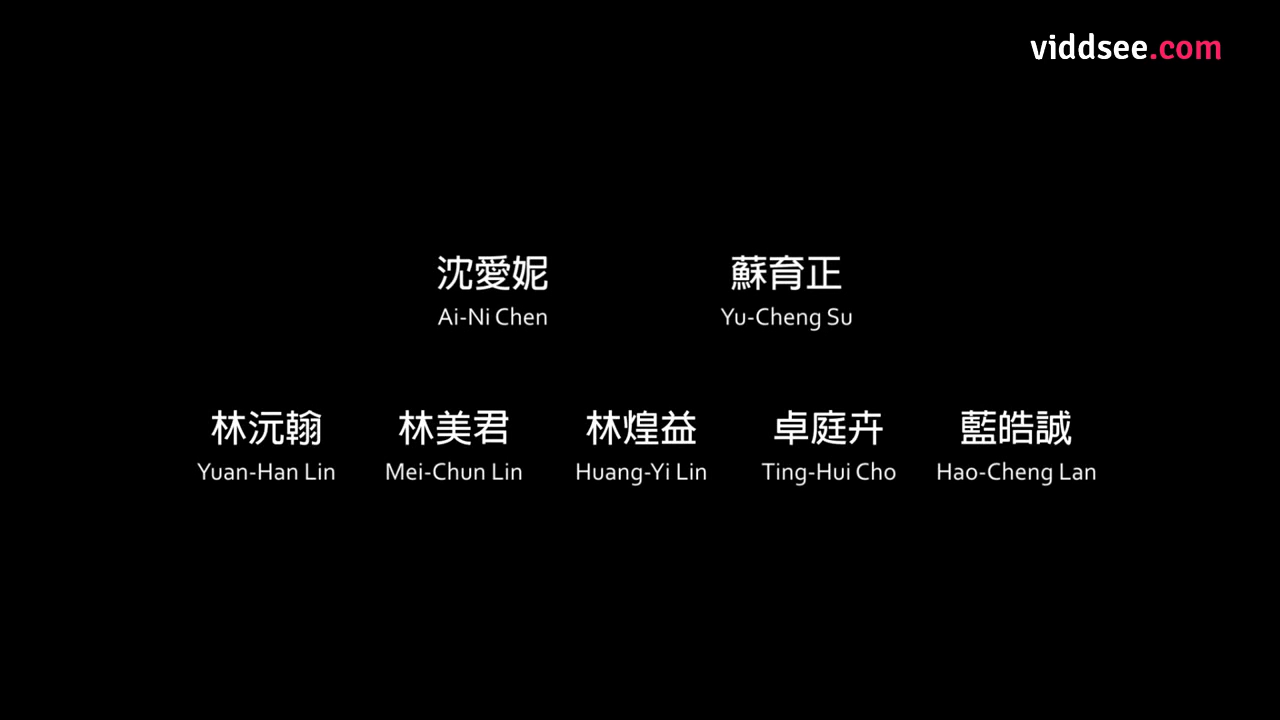 viddsee.com
沈愛妮 蘇育正
Ai-Ni Chen Yu-Cheng Su
林沅翰 林美君 林煌益 卓庭卉 藍皓誠
Yuan-Han Lin Mei-Chun Lin Huang-Yi Lin Ting-Hui Cho Hao-Cheng Lan